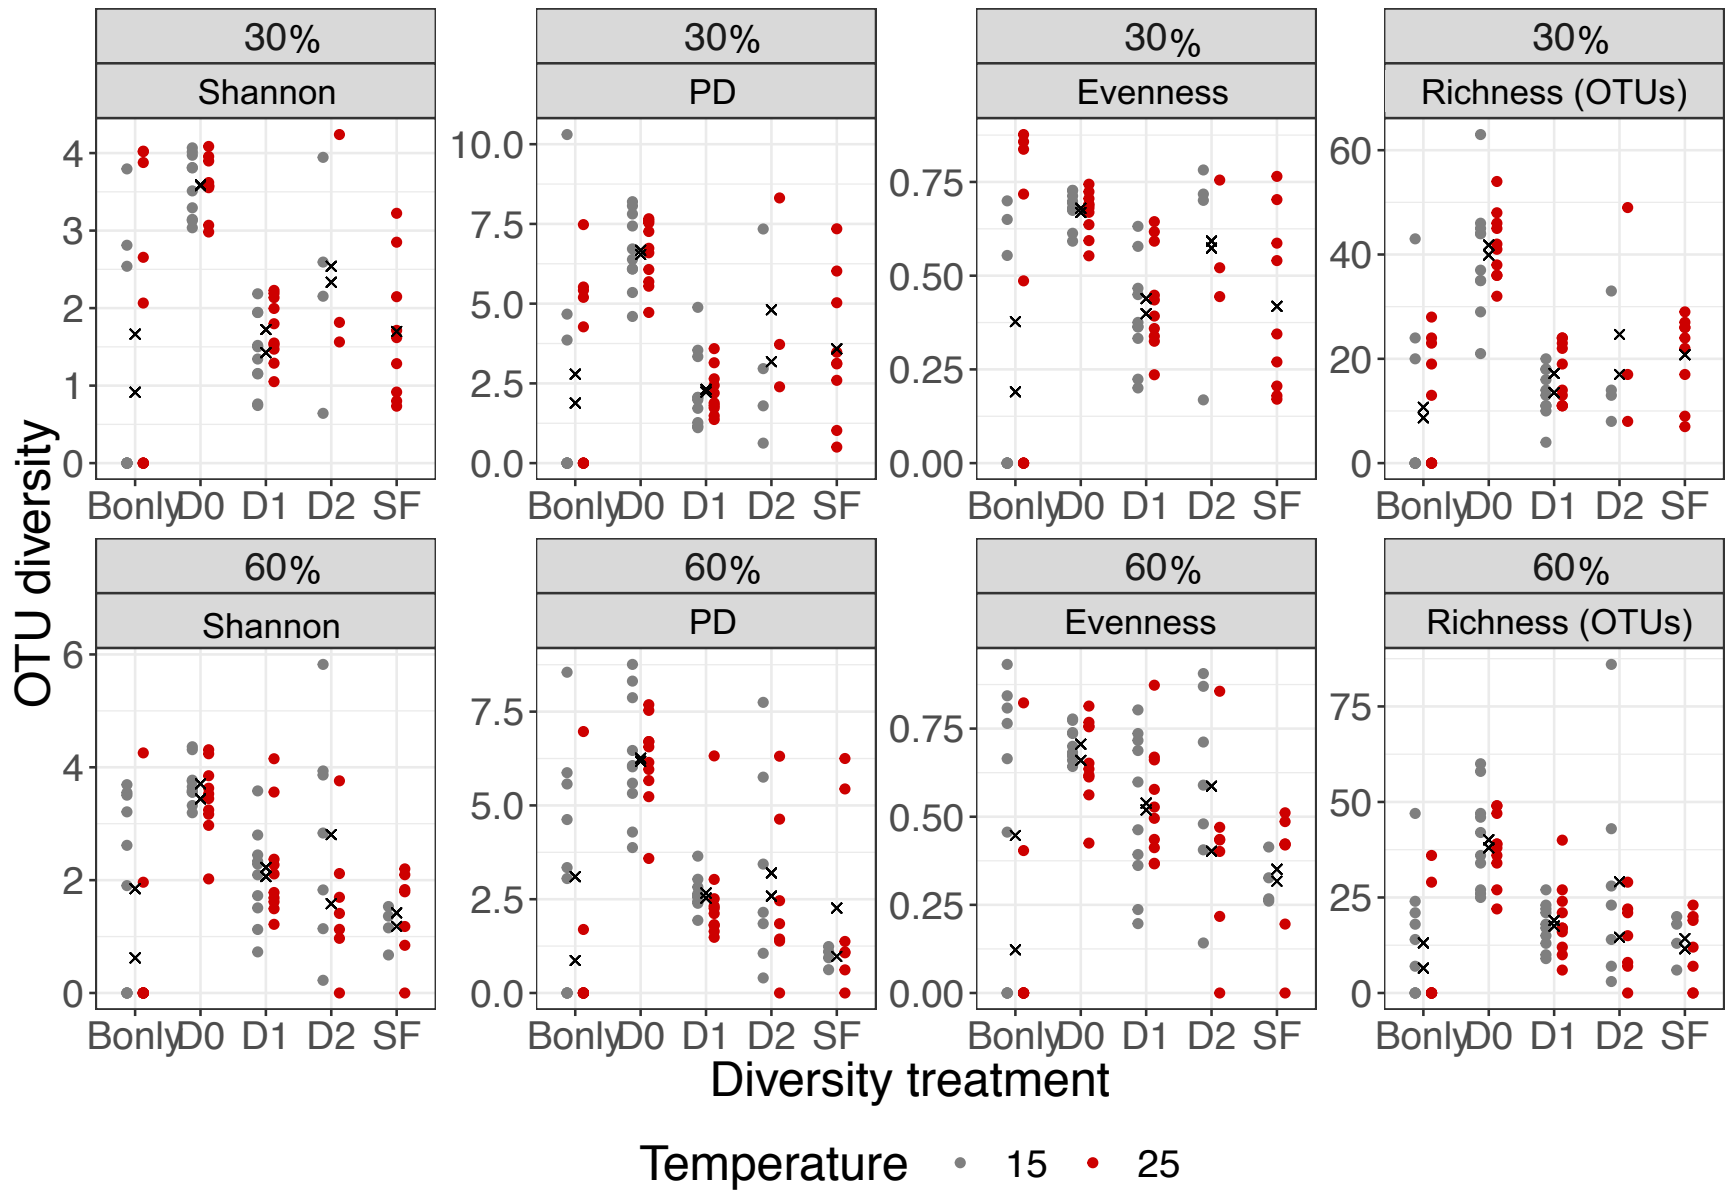 30% 30% 30% 30%
Shannon PD Evenness Richness (OTUs)
4 3 2 1 0
10.0 7.5 5.0 2.5 0.0
0.75 0.50 0.25 0.00
60 40 20 0
Bonly D0 D1 D2 SF Bonly D0 D1 D2 SF Bonly D0 D1 D2 SF Bonly D0 D1 D2 SF
OTU diversity
60% 60% 60% 60%
Shannon PD Evenness Richness (OTUs)
6 4 2 0
7.5 5.0 2.5 0.0
0.75 0.50 0.25 0.00
75 50 25 0
Bonly D0 D1 D2 SF Bonly D0 D1 D2 SF Bonly D0 D1 D2 SF Bonly D0 D1 D2 SF
Diversity treatment
Temperature 15 25